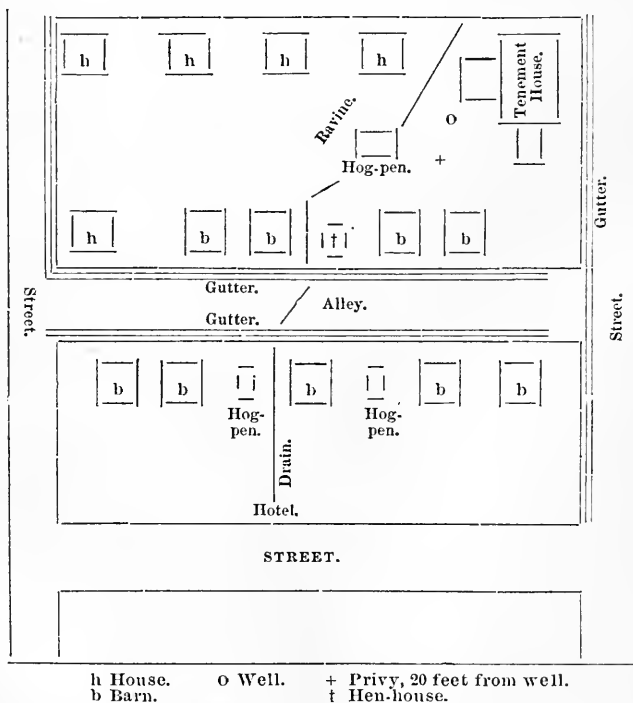 h h h h
Tenement
House.
O
Ravine.
Hog-pen. +
h b b † b b
Gutter.
Gutter.
Alley.
Gutter.
Street.
Street.
b b b b b
Hog-
pen.
Hog-
pen.
Drain.
Hotel.
STREET.
h House. O Well. + Privy, 20 feet from well.
b Barn. † Hen-house.